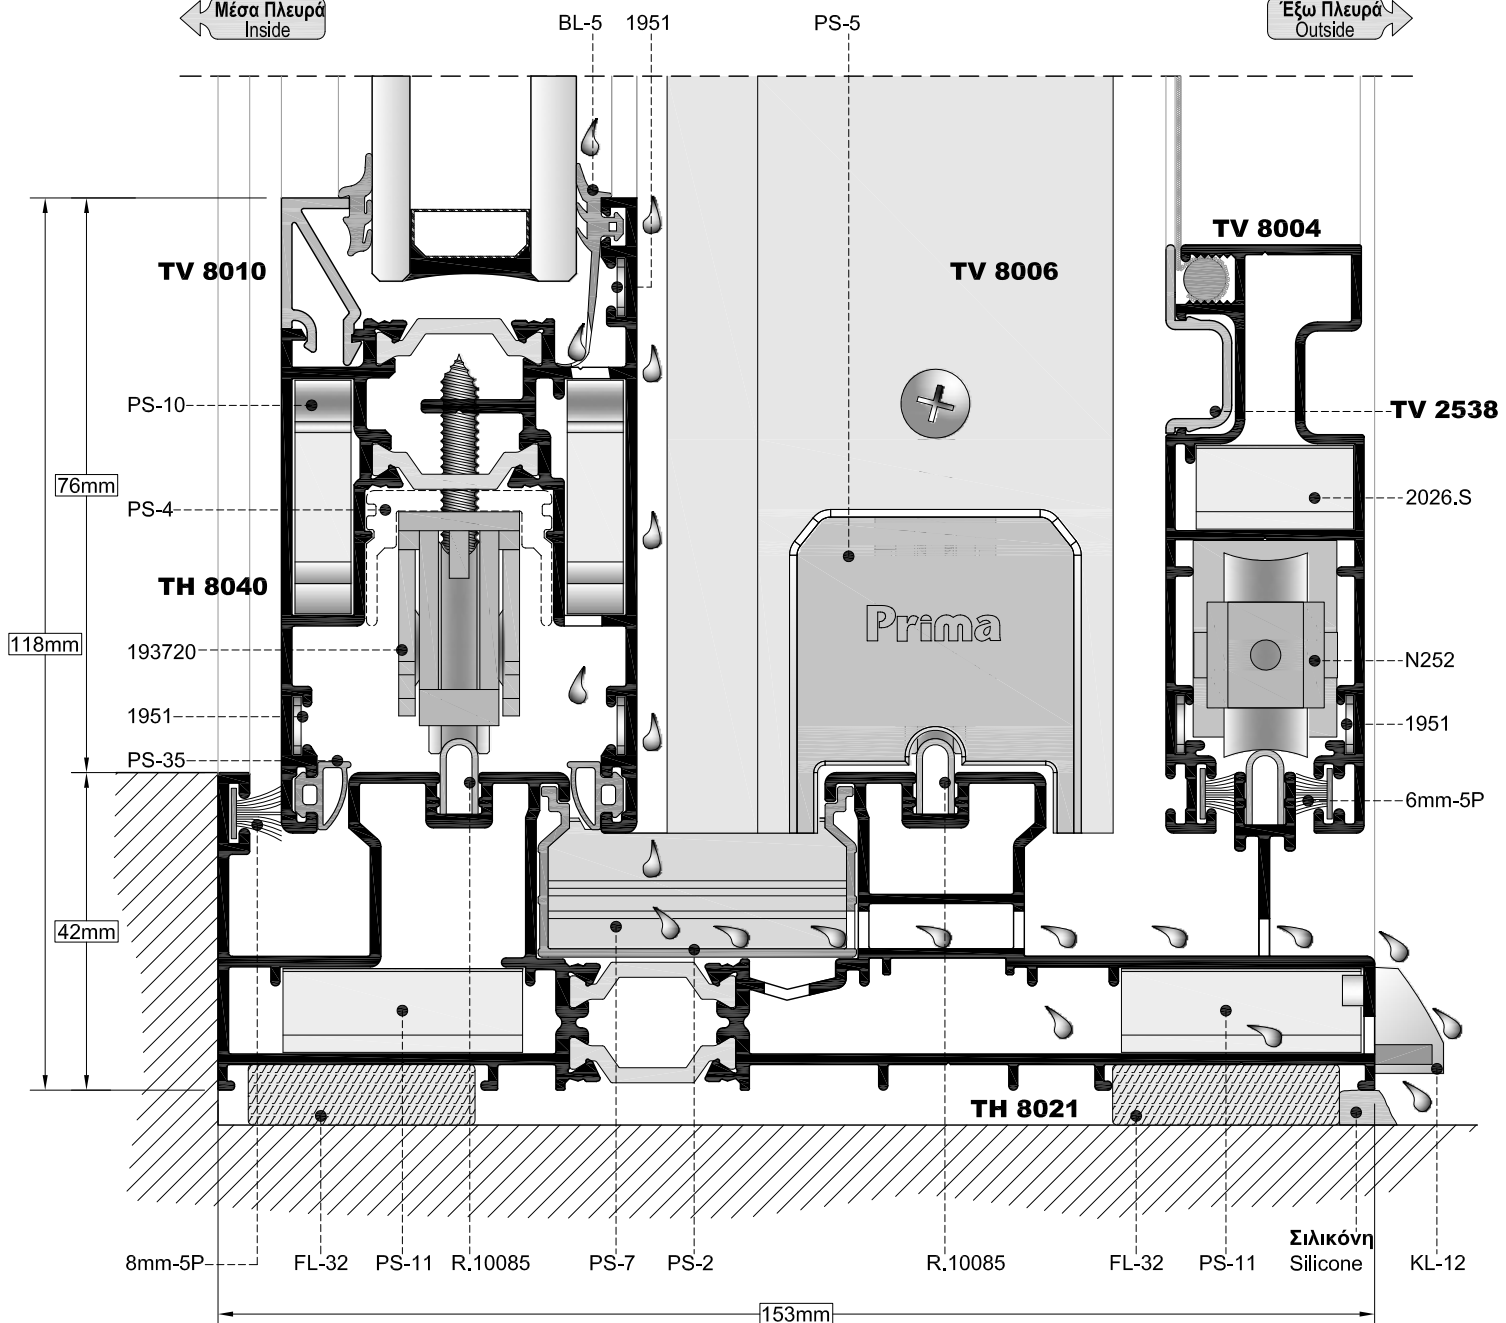 Μέσα Πλευρά
Inside
BL-5
1951
PS-5
Έξω Πλευρά
Outside
TV 8004
TV 8010
TV 8006
PS-10
TV 2538
76mm
PS-4
2026.S
TH 8040
Prima
118mm
193720
N252
1951
1951
PS-35
6mm-5P
42mm
TH 8021
8mm-5P
FL-32
PS-11
R.10085
PS-7
PS-2
R.10085
FL-32
PS-11
Σιλικόνη
Silicone
KL-12
153mm